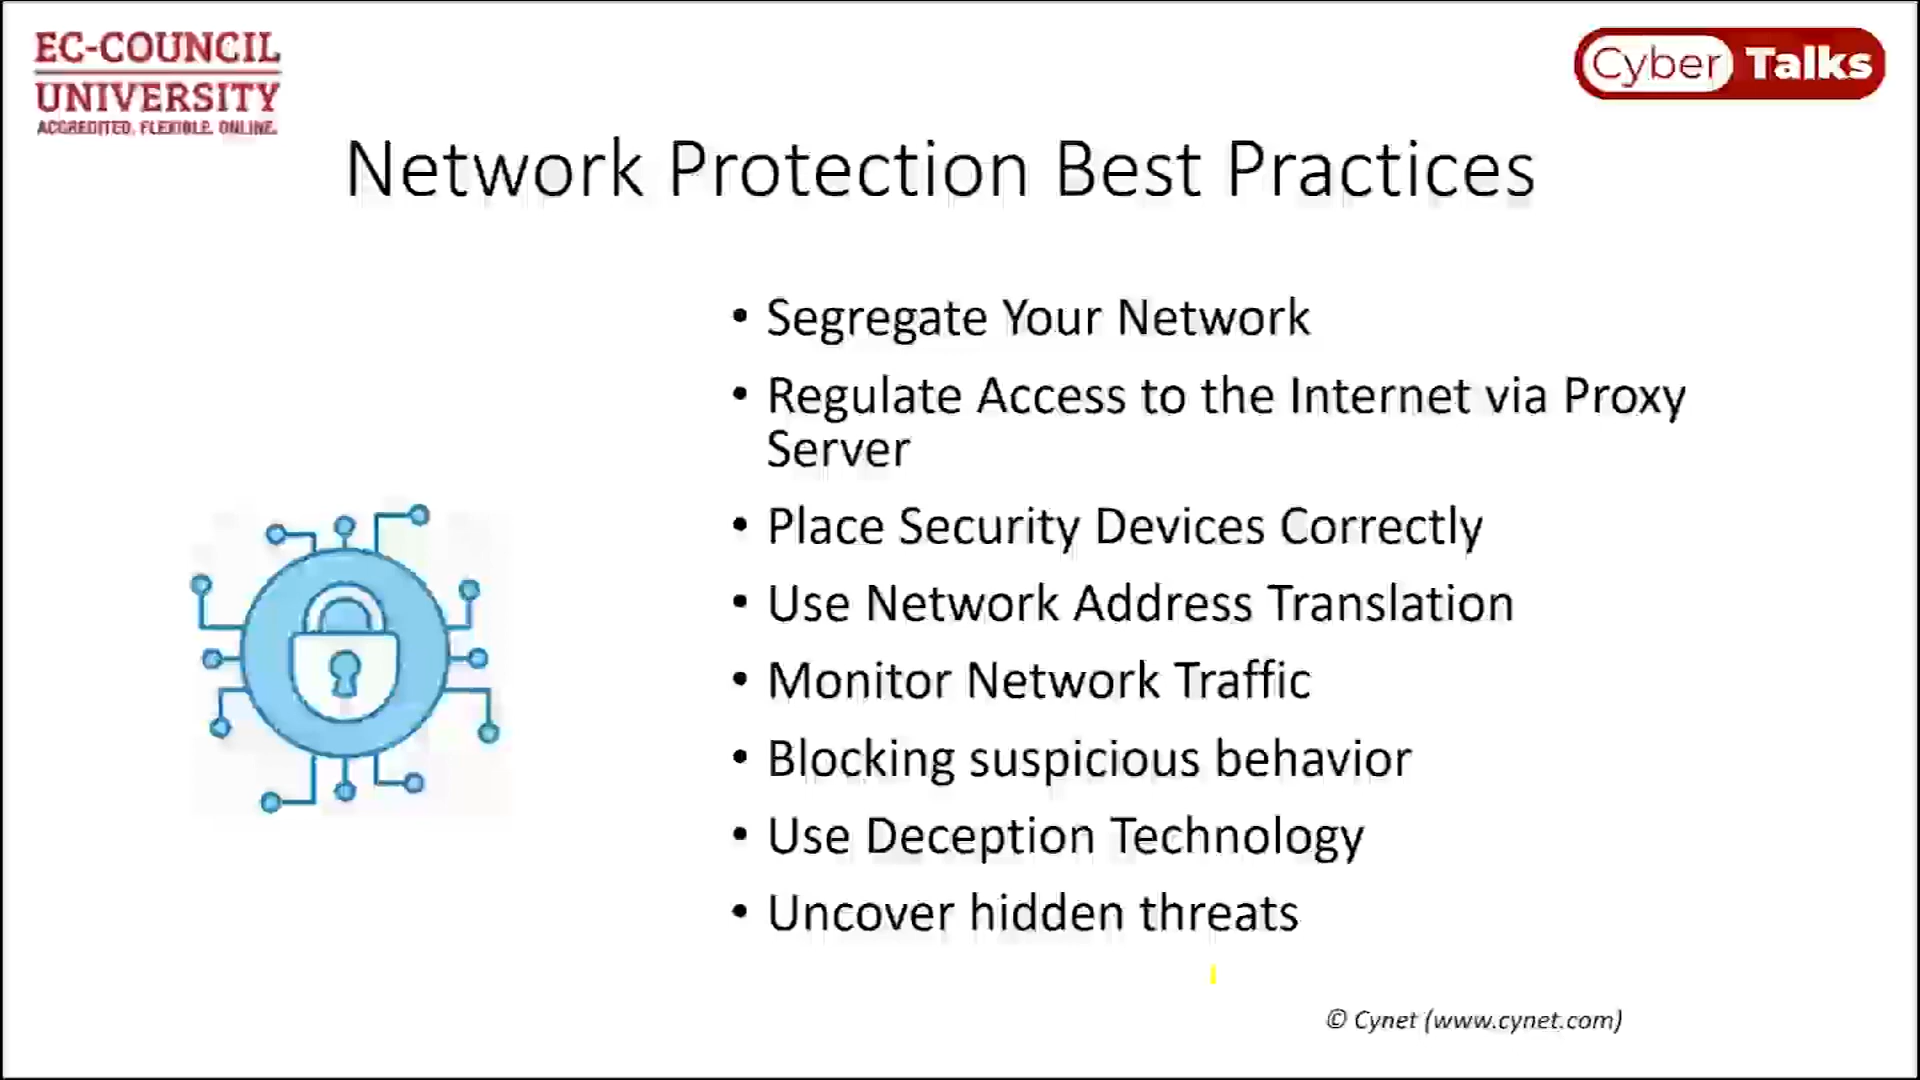 EC-COUNCIL
UNIVERSITY
ACCREDITED. FLEXIBLE. ONLINE.
Cyber Talks
Network Protection Best Practices
• Segregate Your Network
• Regulate Access to the Internet via Proxy
Server
• Place Security Devices Correctly
• Use Network Address Translation
• Monitor Network Traffic
• Blocking suspicious behavior
• Use Deception Technology
• Uncover hidden threats
© Cynet (www.cynet.com)